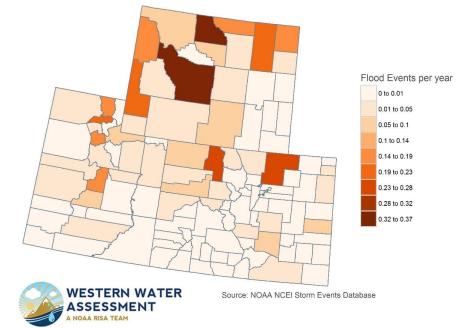 Flood Events per year
0 to 0.01
0.01 to 0.05
0.05 to 0.1
0.1 to 0.14
0.14 to 0.19
0.19 to 0.23
0.23 to 0.28
0.28 to 0.32
0.32 to 0.37
WESTERN WATER
ASSESSMENT
A NOAA RISA TEAM
Source: NOAA NCEI Storm Events Database